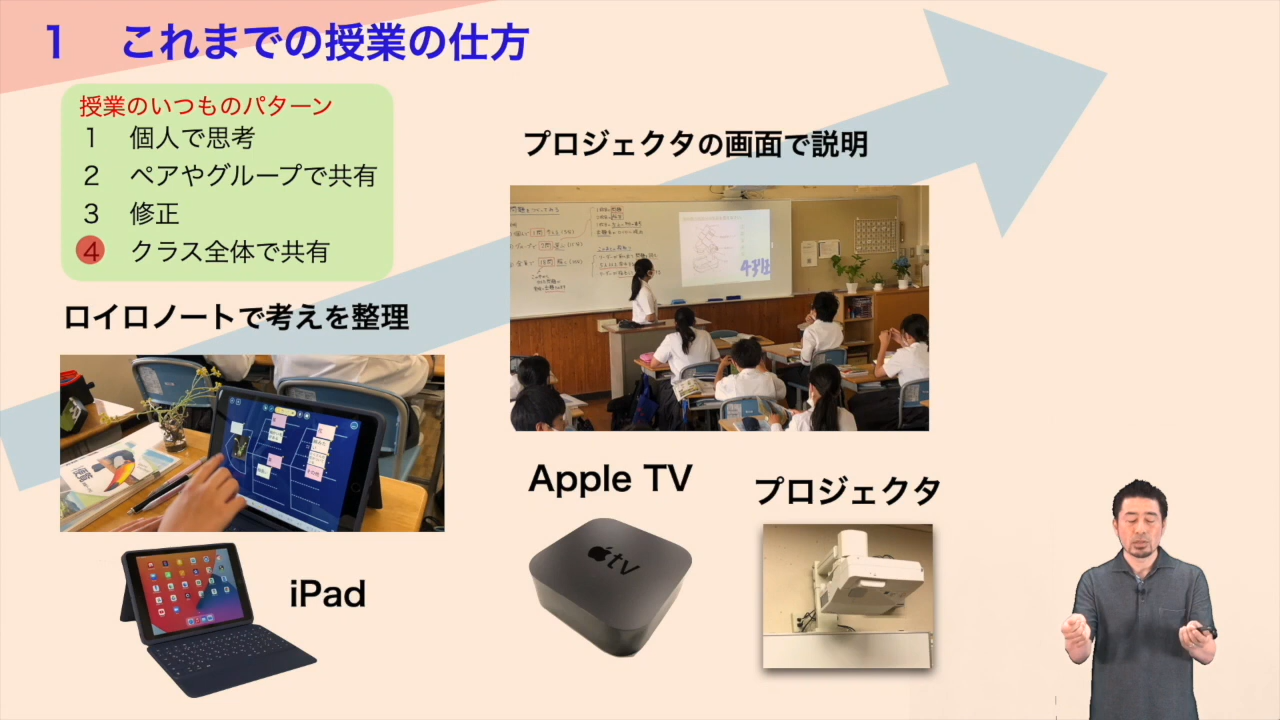 1 これまでの授業の仕方
授業のいつものパターン
1 個人で思考
2 ペアやグループで共有
3 修正
4 クラス全体で共有
ロイロノートで考えを整理
プロジェクタの画面で説明
Apple TV
プロジェクタ
iPad
tv